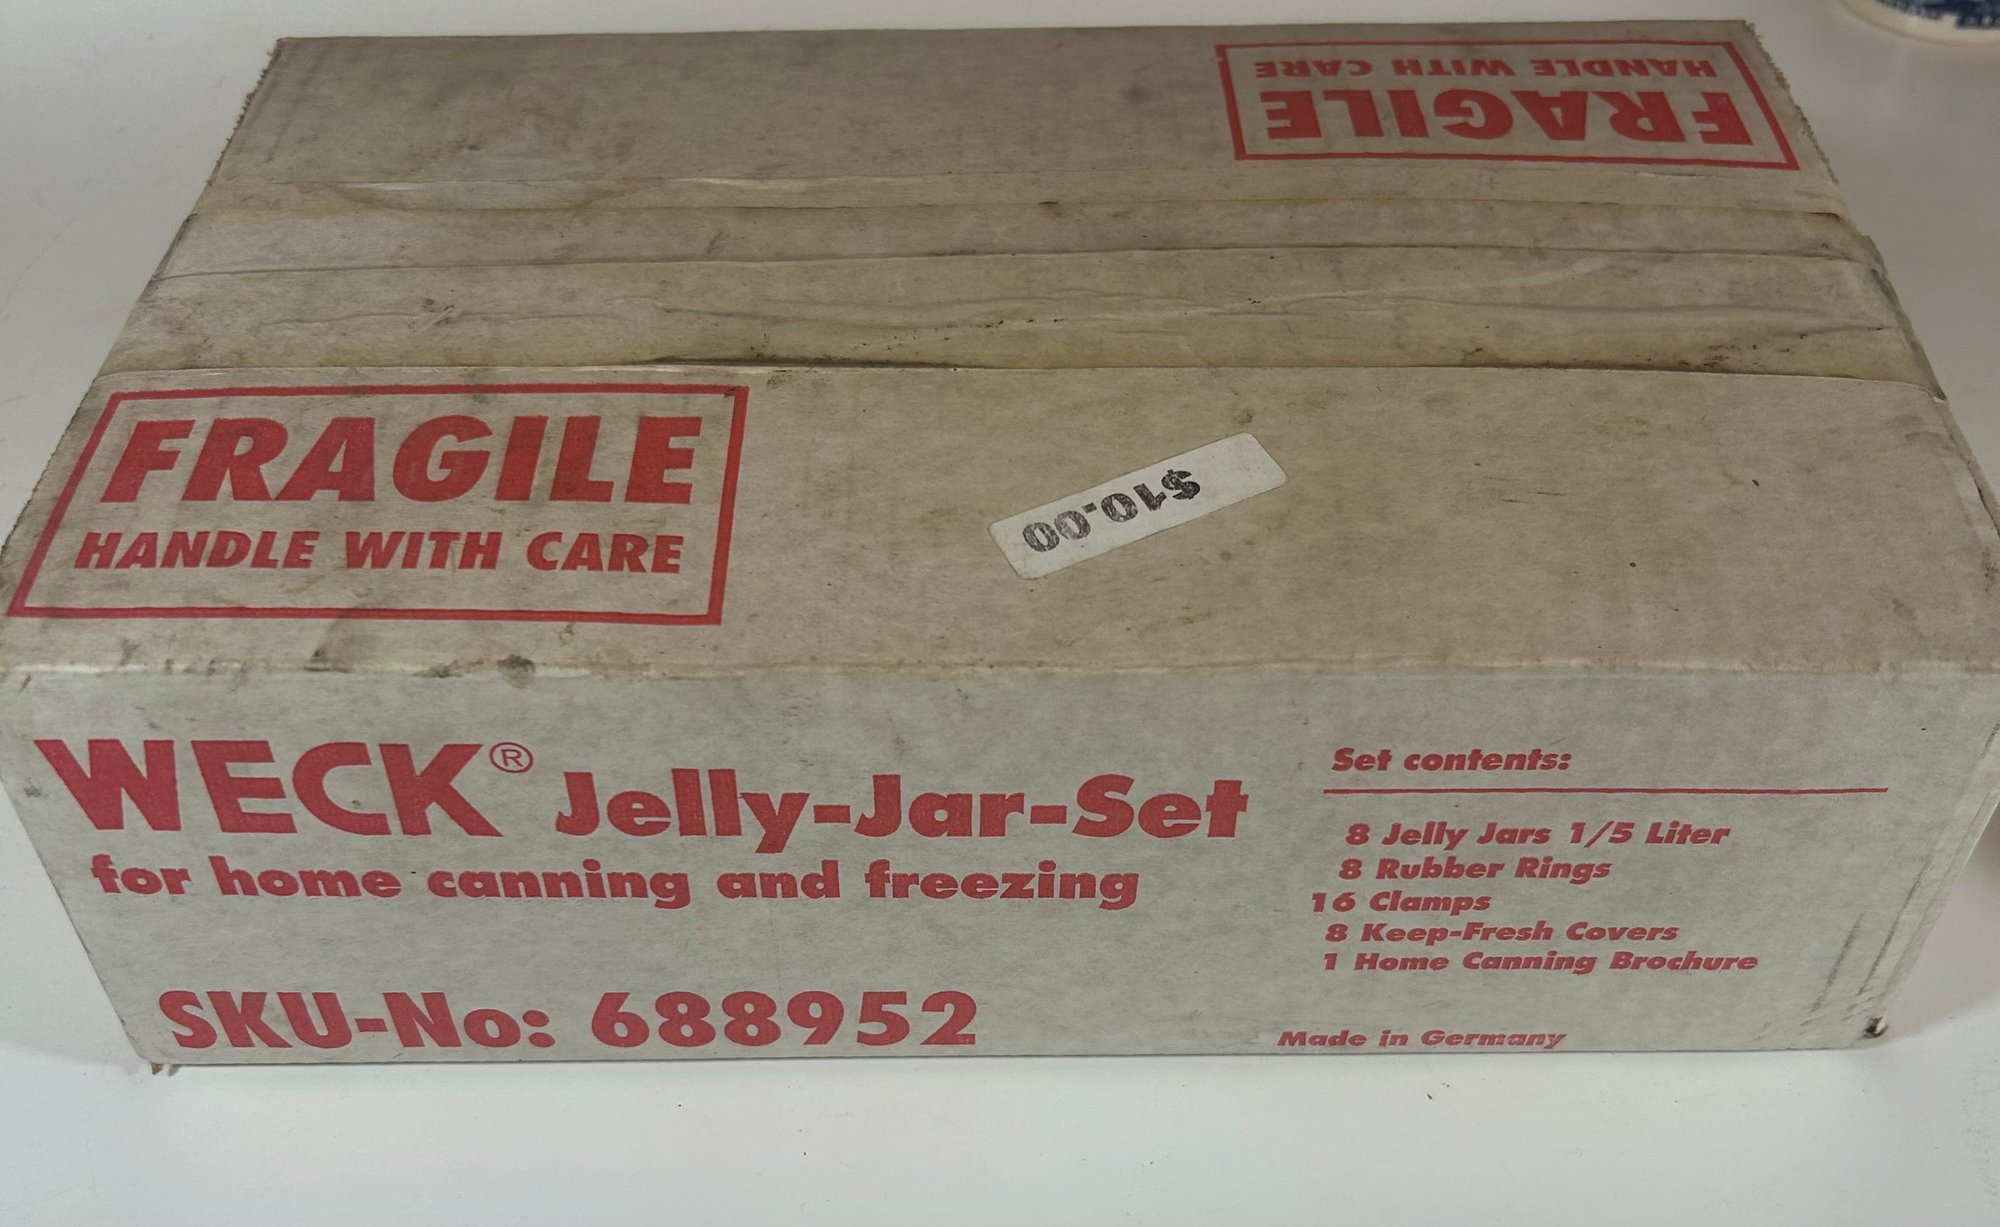 HANDLE WITH CARE
FRAGILE
FRAGILE
HANDLE WITH CARE
$10.00
WECK® Jelly-Jar-Set
for home canning and freezing
SKU-No: 688952
Set contents:
8 Jelly Jars 1/5 Liter
8 Rubber Rings
16 Clamps
8 Keep-Fresh Covers
1 Home Canning Brochure
Made in Germany